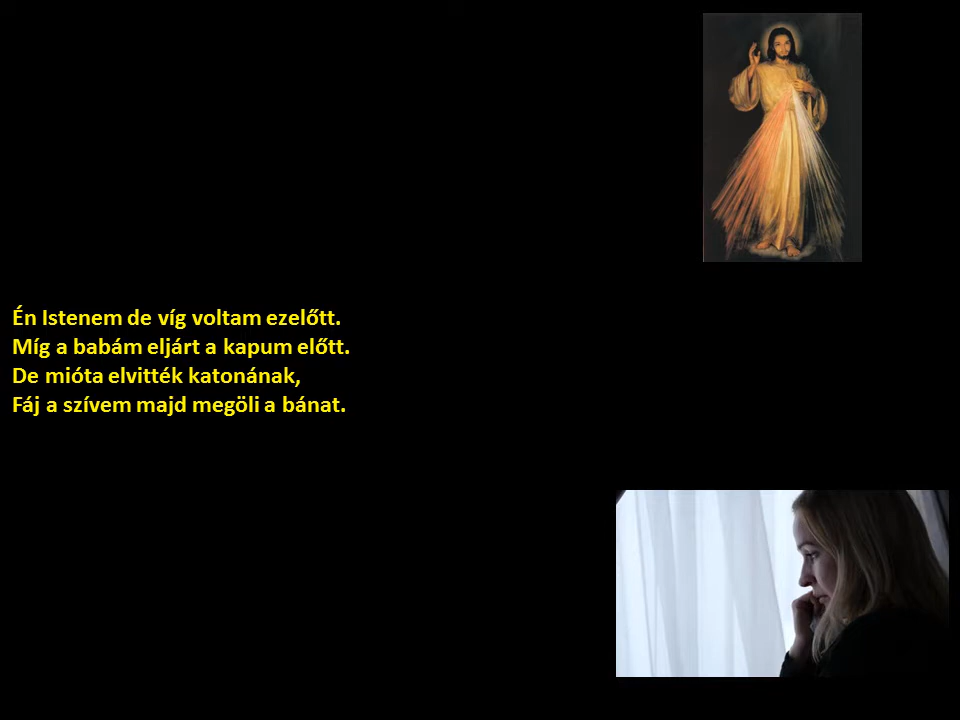 Én Istenem de víg voltam ezelőtt.
Míg a babám eljárt a kapum előtt.
De mióta elvitték katonának,
Fáj a szívem majd megöli a bánat.